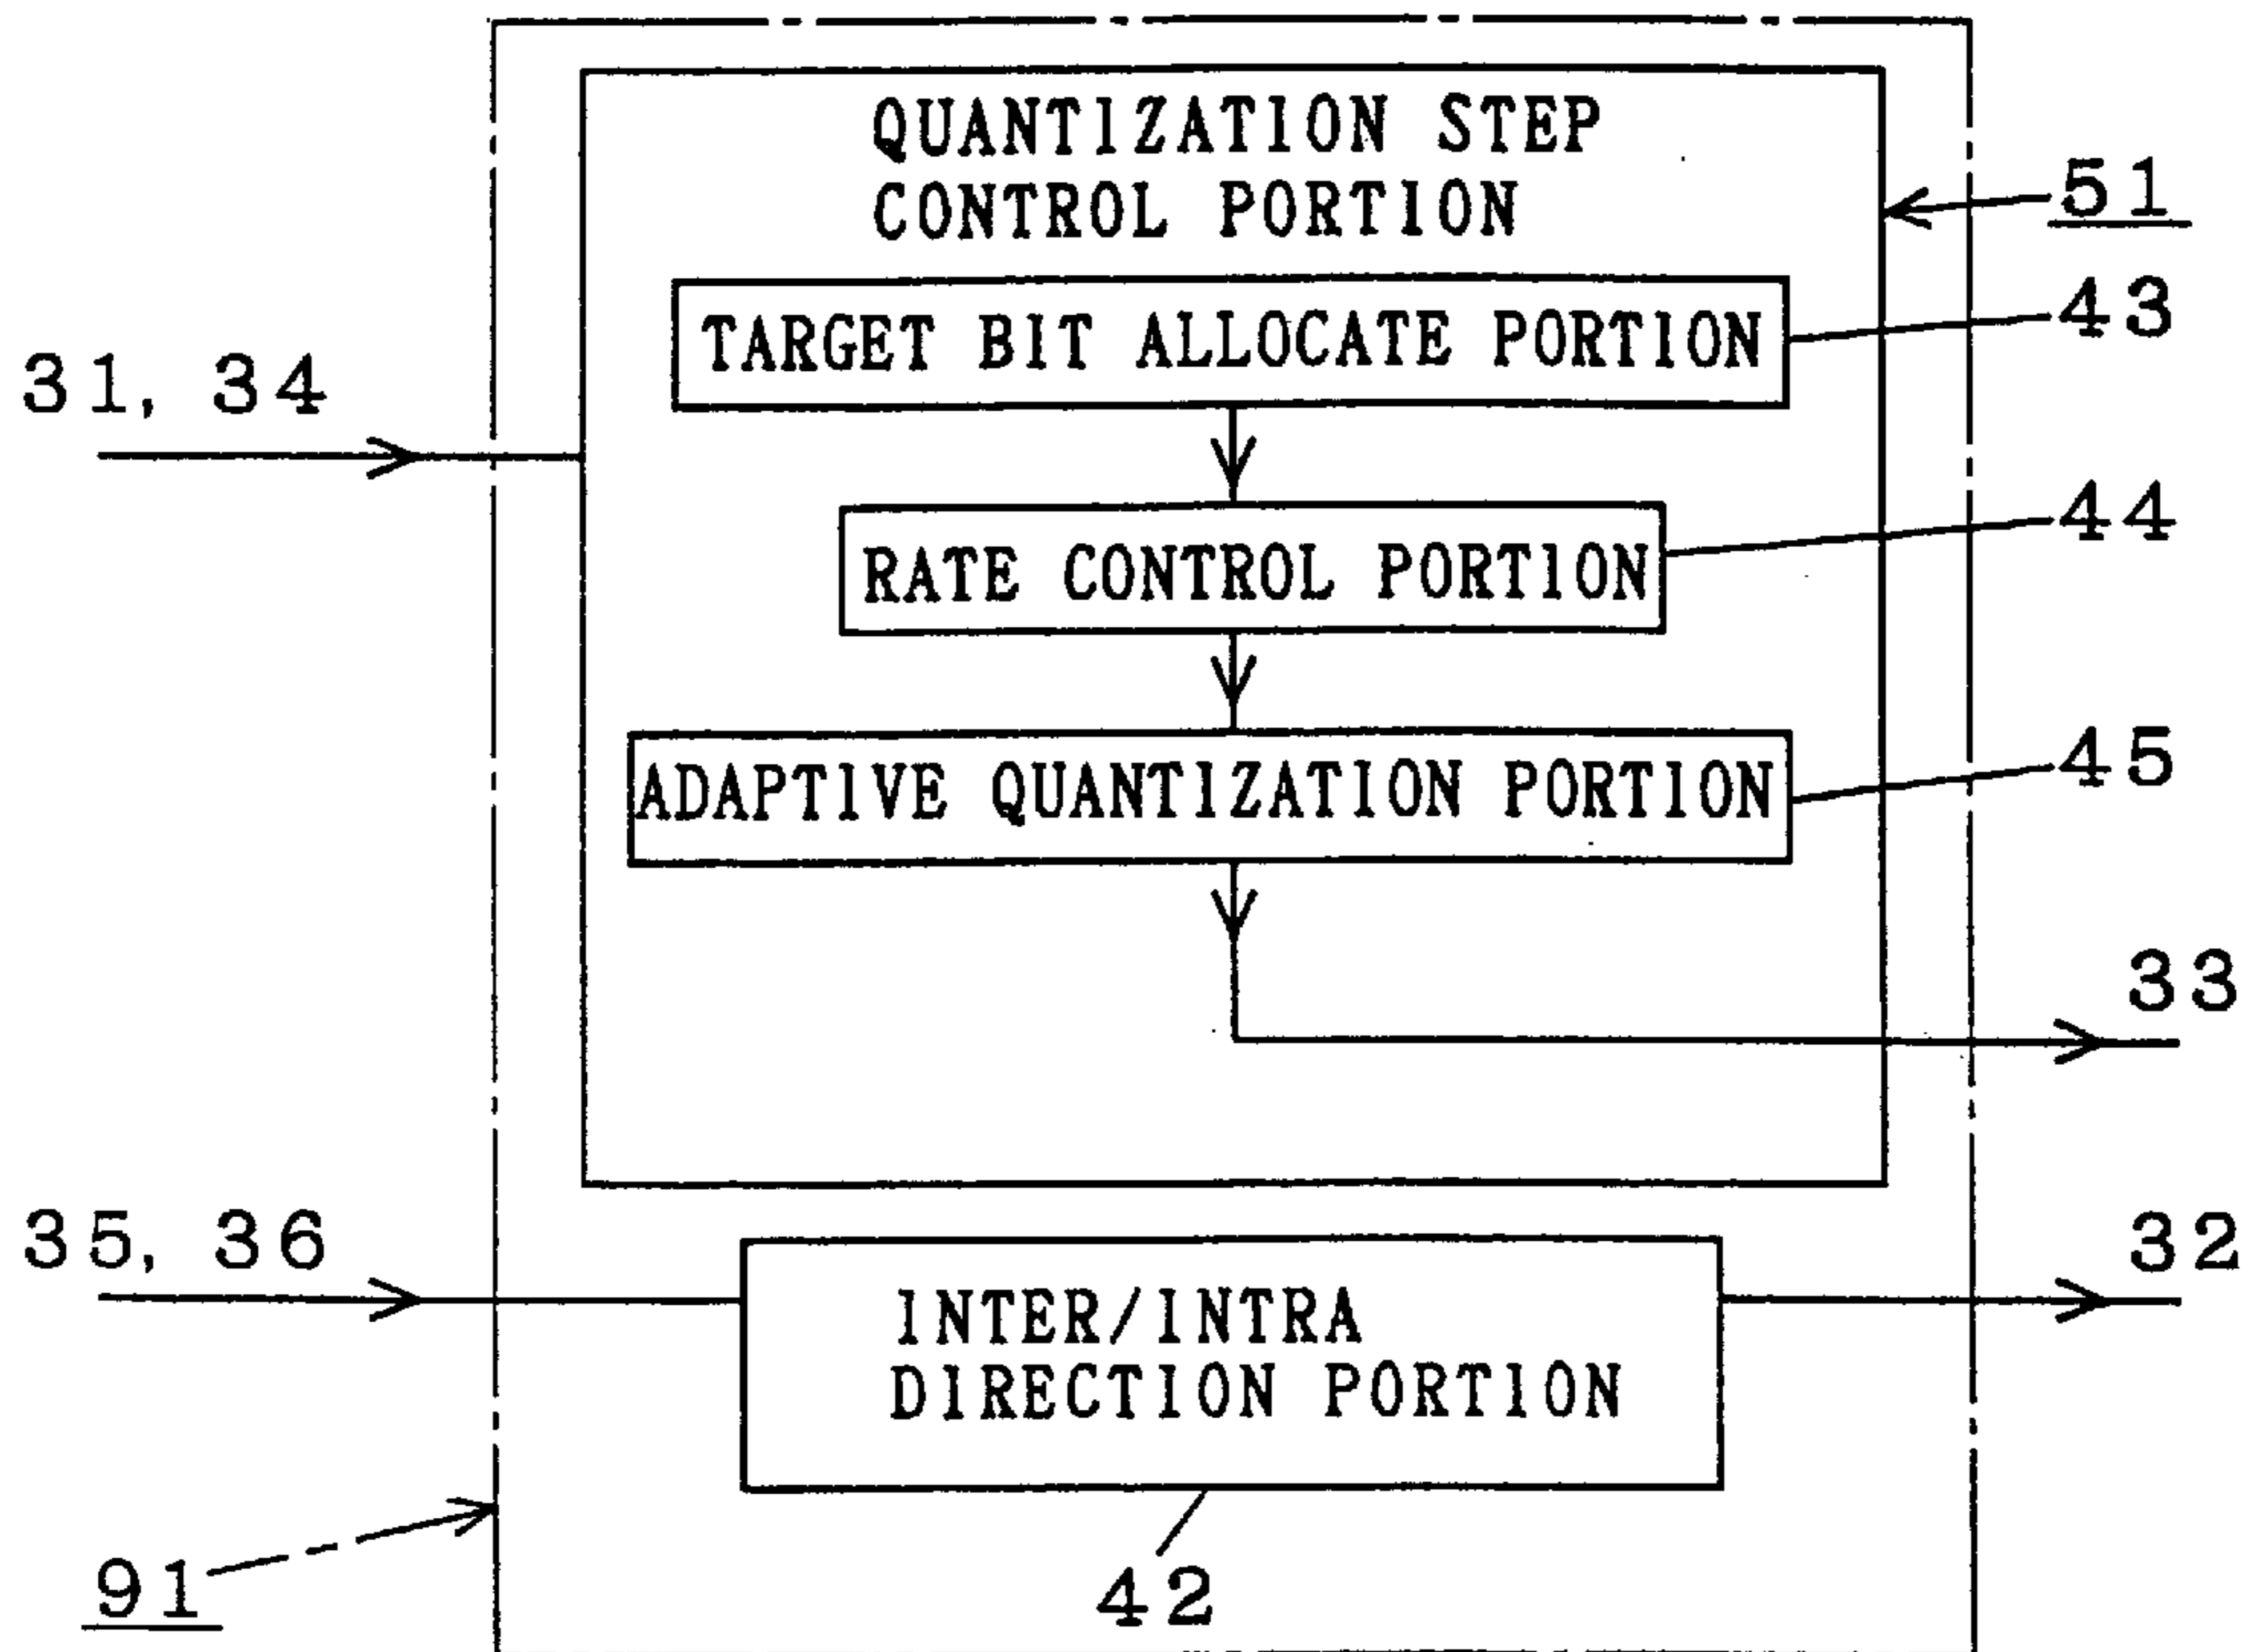 QUANTIZATION STEP
CONTROL PORTION
51
TARGET BIT ALLOCATE PORTION
43
31, 34
RATE CONTROL PORTION
44
ADAPTIVE QUANTIZATION PORTION
45
33
35, 36
INTER/INTRA
DIRECTION PORTION
32
91
42